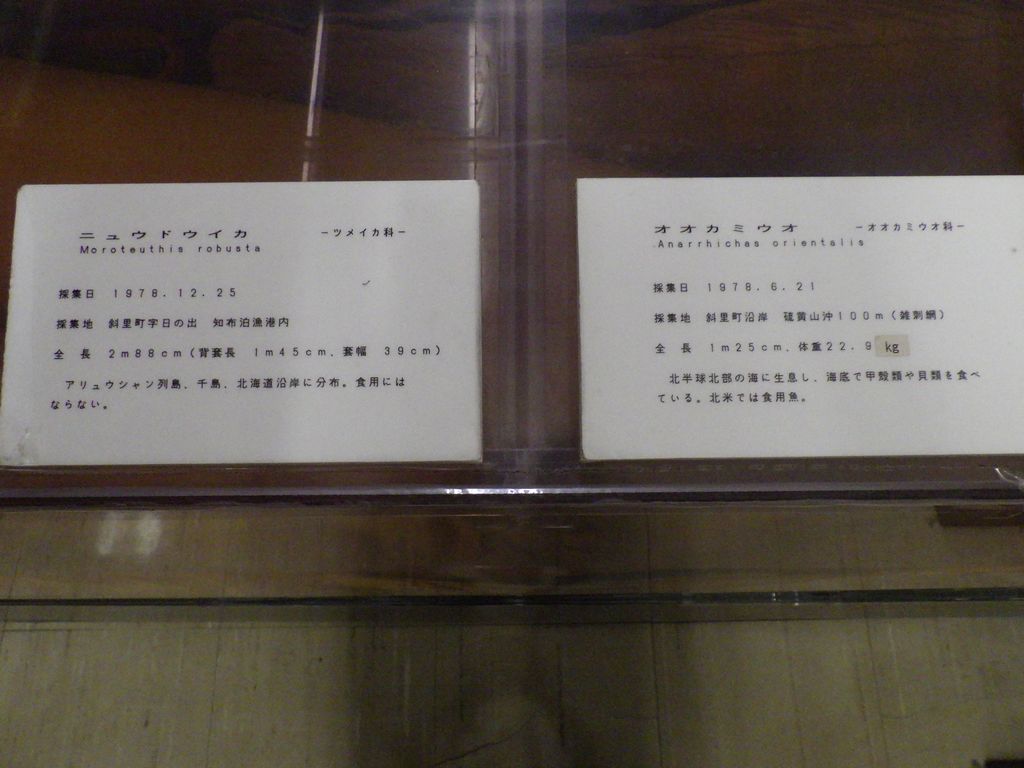 ニュウドウイカ　－ツメイカ科－
Moroteuthis robusta
採集日　1978.12.25
採集地　斜里町字日の出　知布泊漁港内
全　長　2m88cm(背套長　1m45cm、套幅　39cm)
アリュウシャン列島、千島、北海道沿岸に分布。食用には
ならない。
オオカミウオ　－オオカミウオ科－
Anarrhichas orientalis
採集日　1978.6.21
採集地　斜里町沿岸　硫黄山沖100m(雑刺網)
全　長　1m25cm、体重22.9kg
北半球北部の海に生息し、海底で甲殻類や貝類を食べ
ている。北米では食用魚。